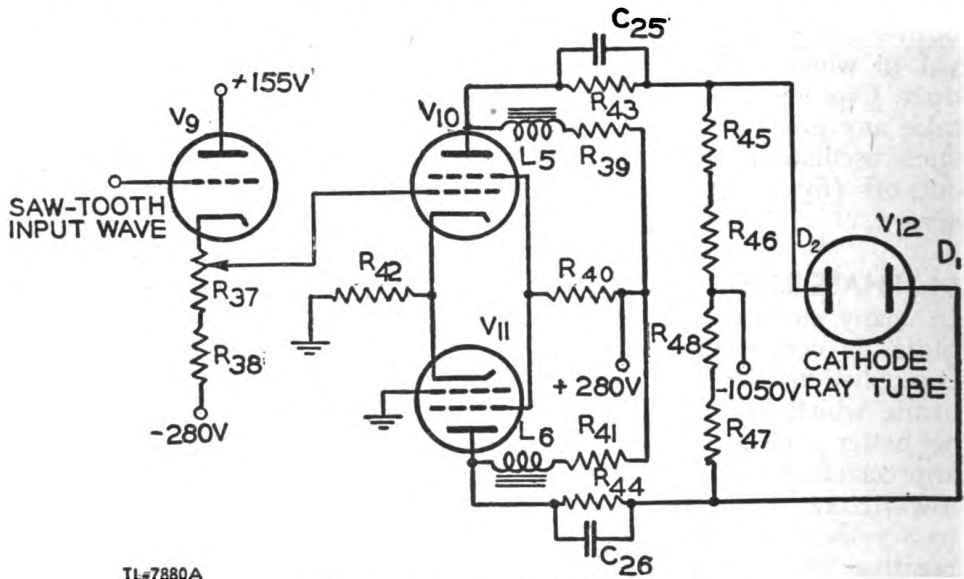 C25
+155V
V9
V10
R43
L5
R39
R45
SAW-TOOTH
INPUT WAVE
R42
R40
R46
D2
V12
D1
R37
V11
R48
R38
+280V
-1050V
CATHODE
RAY TUBE
-280V
L6
R41
R47
R44
C26
TL-7880A